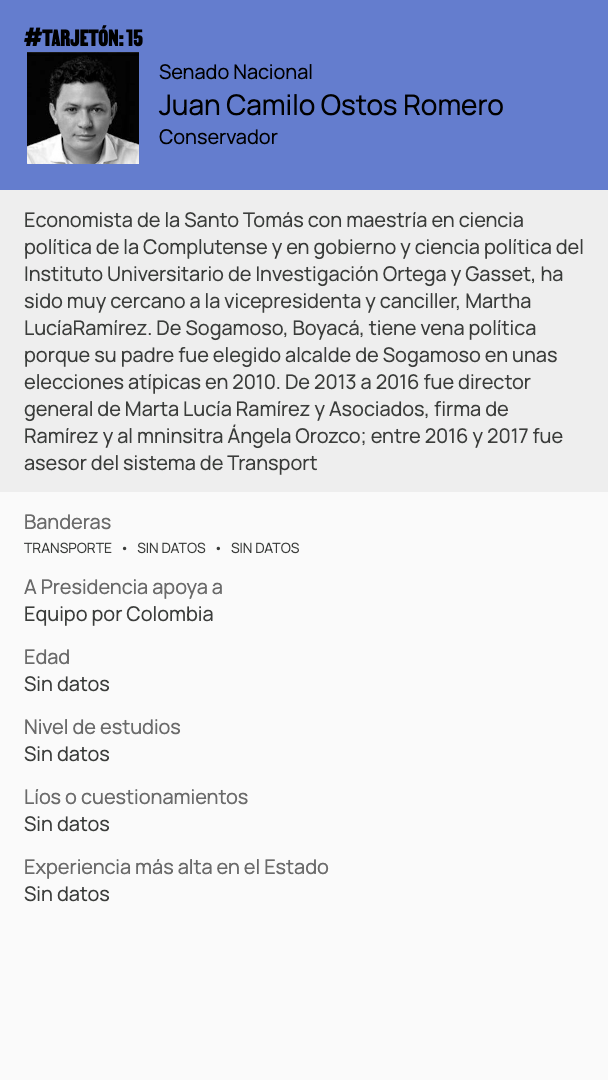 #TARJETÓN: 15
Senado Nacional
Juan Camilo Ostos Romero
Conservador
Economista de la Santo Tomás con maestría en ciencia
política de la Complutense y en gobierno y ciencia política del
Instituto Universitario de Investigación Ortega y Gasset, ha
sido muy cercano a la vicepresidenta y canciller, Martha
LucíaRamírez. De Sogamoso, Boyacá, tiene vena política
porque su padre fue elegido alcalde de Sogamoso en unas
elecciones atípicas en 2010. De 2013 a 2016 fue director
general de Marta Lucía Ramírez y Asociados, firma de
Ramírez y al mninsitra Ángela Orozco; entre 2016 y 2017 fue
asesor del sistema de Transport
Banderas
TRANSPORTE • SIN DATOS • SIN DATOS
A Presidencia apoya a
Equipo por Colombia
Edad
Sin datos
Nivel de estudios
Sin datos
Líos o cuestionamientos
Sin datos
Experiencia más alta en el Estado
Sin datos